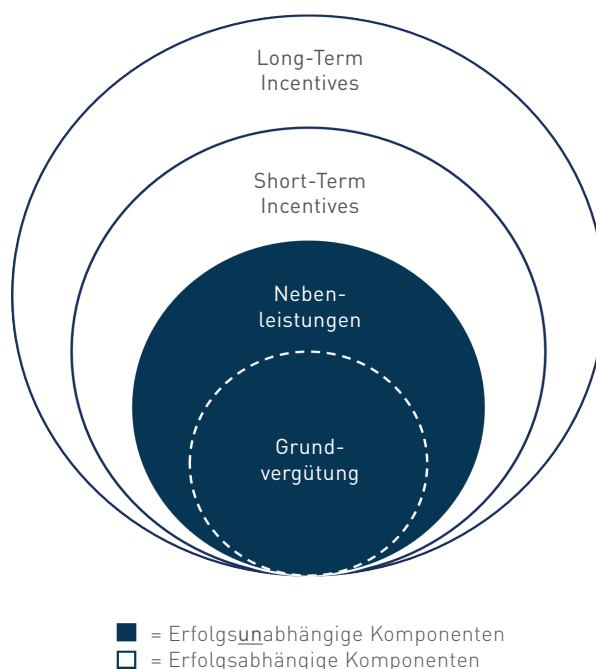 Long-Term
Incentives
Short-Term
Incentives
Neben-
leistungen
Grund-
vergütung
= Erfolgsunabhängige Komponenten
= Erfolgsabhängige Komponenten